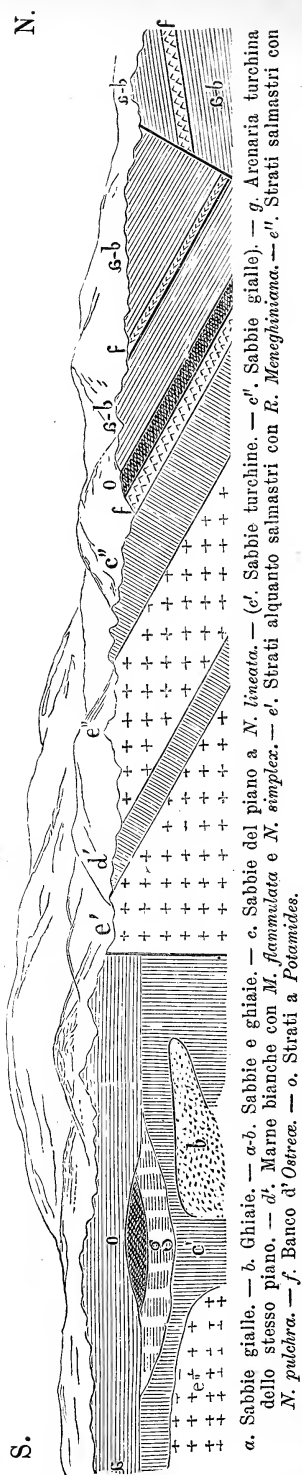 S.
N.
e'
d'
e''
c''
f
o
a-b
f
a-b
a-b
f
a-b
a
o
g
e
c'
b
e''
a. Sabbie gialle. — b. Ghiaie. — a-b. Sabbie e ghiaie. — c. Sabbie del piano a N. lineata. — (c'. Sabbie turchine. — c''. Sabbie gialle). — g. Arenaria turchina
dello stesso piano. — d'. Marne bianche con M. flammulata e N. simplex. — e'. Strati alquanto salmastri con R. Meneghiniana. — e''. Strati salmastri con
N. pulchra. — f. Banco d'Ostreæ. — o. Strati a Potamides.